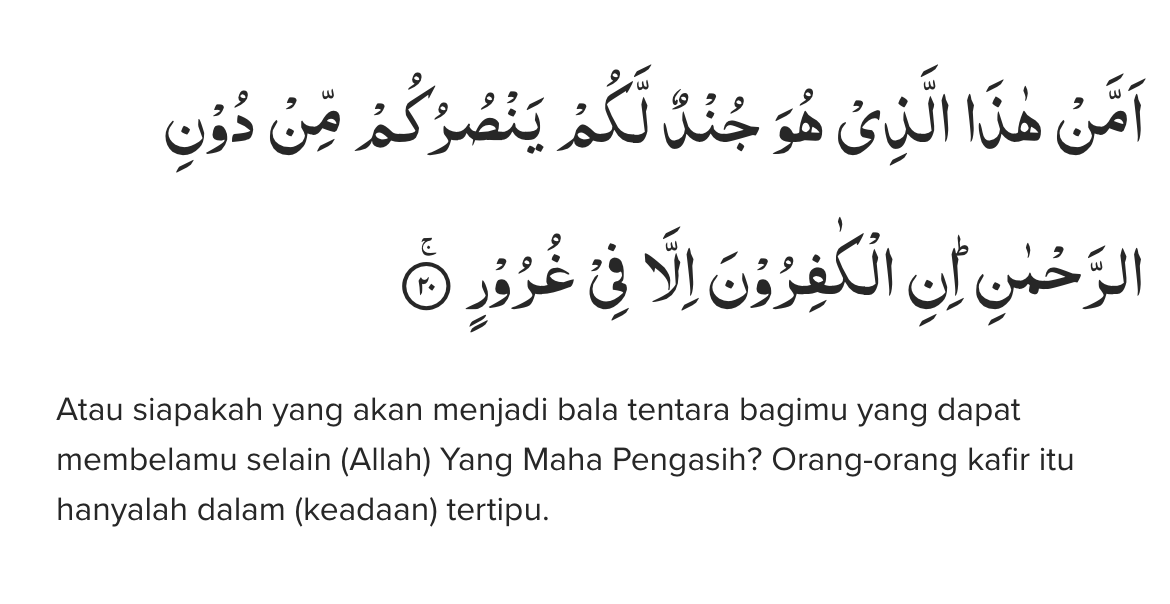 اَمَّنْ هٰذَا الَّذِيْ هُوَ جُنْدٌ لَّكُمْ يَنْصُرُكُمْ مِّنْ دُوْنِ
الرَّحْمٰنِۗ اِنِ الْكٰفِرُوْنَ اِلَّا فِيْ غُرُوْرٍۚ ۝٢٠
Atau siapakah yang akan menjadi bala tentara bagimu yang dapat
membelamu selain (Allah) Yang Maha Pengasih? Orang-orang kafir itu
hanyalah dalam (keadaan) tertipu.